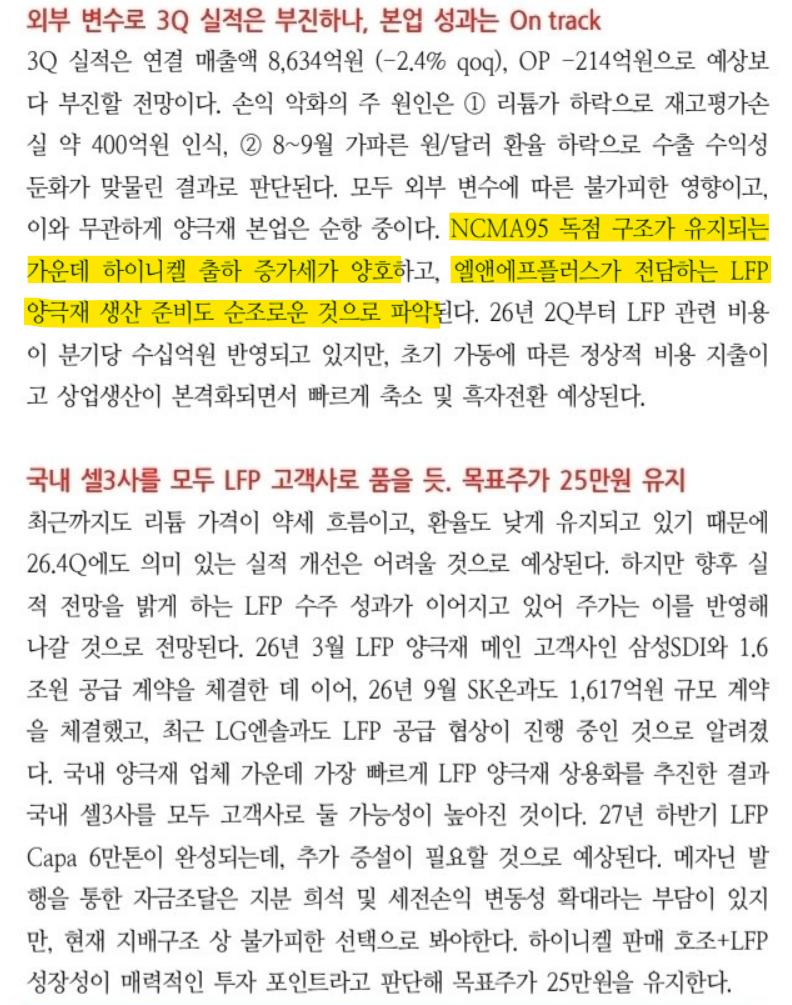 외부 변수로 3Q 실적은 부진하나, 본업 성과는 On track
3Q 실적은 연결 매출액 8,634억원 (-2.4% qoq), OP -214억원으로 예상보
다 부진할 전망이다. 손익 악화의 주 원인은 ① 리튬가 하락으로 재고평가손
실 약 400억원 인식, ② 8~9월 가파른 원/달러 환율 하락으로 수출 수익성
둔화가 맞물린 결과로 판단된다. 모두 외부 변수에 따른 불가피한 영향이고,
이와 무관하게 양극재 본업은 순항 중이다. NCMA95 독점 구조가 유지되는
가운데 하이니켈 출하 증가세가 양호하고, 엘앤에프플러스가 전담하는 LFP
양극재 생산 준비도 순조로운 것으로 파악된다. 26년 2Q부터 LFP 관련 비용
이 분기당 수십억원 반영되고 있지만, 초기 가동에 따른 정상적 비용 지출이
고 상업생산이 본격화되면서 빠르게 축소 및 흑자전환 예상된다.
국내 셀3사를 모두 LFP 고객사로 품을 듯. 목표주가 25만원 유지
최근까지도 리튬 가격이 약세 흐름이고, 환율도 낮게 유지되고 있기 때문에
26.4Q에도 의미 있는 실적 개선은 어려울 것으로 예상된다. 하지만 향후 실
적 전망을 밝게 하는 LFP 수주 성과가 이어지고 있어 주가는 이를 반영해
나갈 것으로 전망된다. 26년 3월 LFP 양극재 메인 고객사인 삼성SDI와 1.6
조원 공급 계약을 체결한 데 이어, 26년 9월 SK온과도 1,617억원 규모 계약
을 체결했고, 최근 LG엔솔과도 LFP 공급 협상이 진행 중인 것으로 알려졌
다. 국내 양극재 업체 가운데 가장 빠르게 LFP 양극재 상용화를 추진한 결과
국내 셀3사를 모두 고객사로 둘 가능성이 높아진 것이다. 27년 하반기 LFP
Capa 6만톤이 완성되는데, 추가 증설이 필요할 것으로 예상된다. 메자닌 발
행을 통한 자금조달은 지분 희석 및 세전손익 변동성 확대라는 부담이 있지
만, 현재 지배구조 상 불가피한 선택으로 봐야한다. 하이니켈 판매 호조+LFP
성장성이 매력적인 투자 포인트라고 판단해 목표주가 25만원을 유지한다.